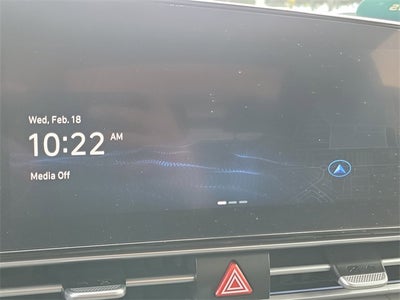 Wed, Feb. 18
10:22 AM
Media Off